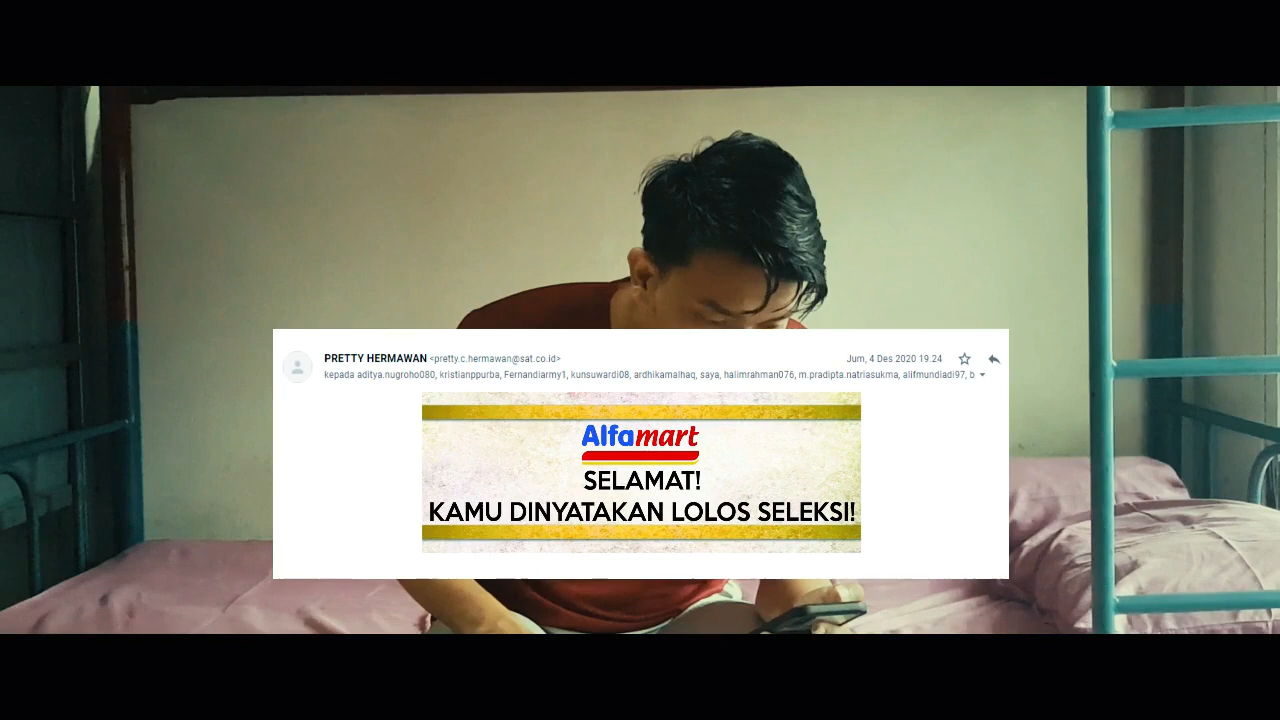 PRETTY HERMAWAN <pretty.c.hermawan@sat.co.id>
Jum, 4 Des 2020 19.24
kepada aditya.nugroho080, kristianppurba, Fernandiarmy1, kunsuwardi08, ardhikamalhaq, saya, halimrahman076, m.pradipta.natriasukma, alifmundiadi97, b
Alfamart
SELAMAT!
KAMU DINYATAKAN LOLOS SELEKSI!